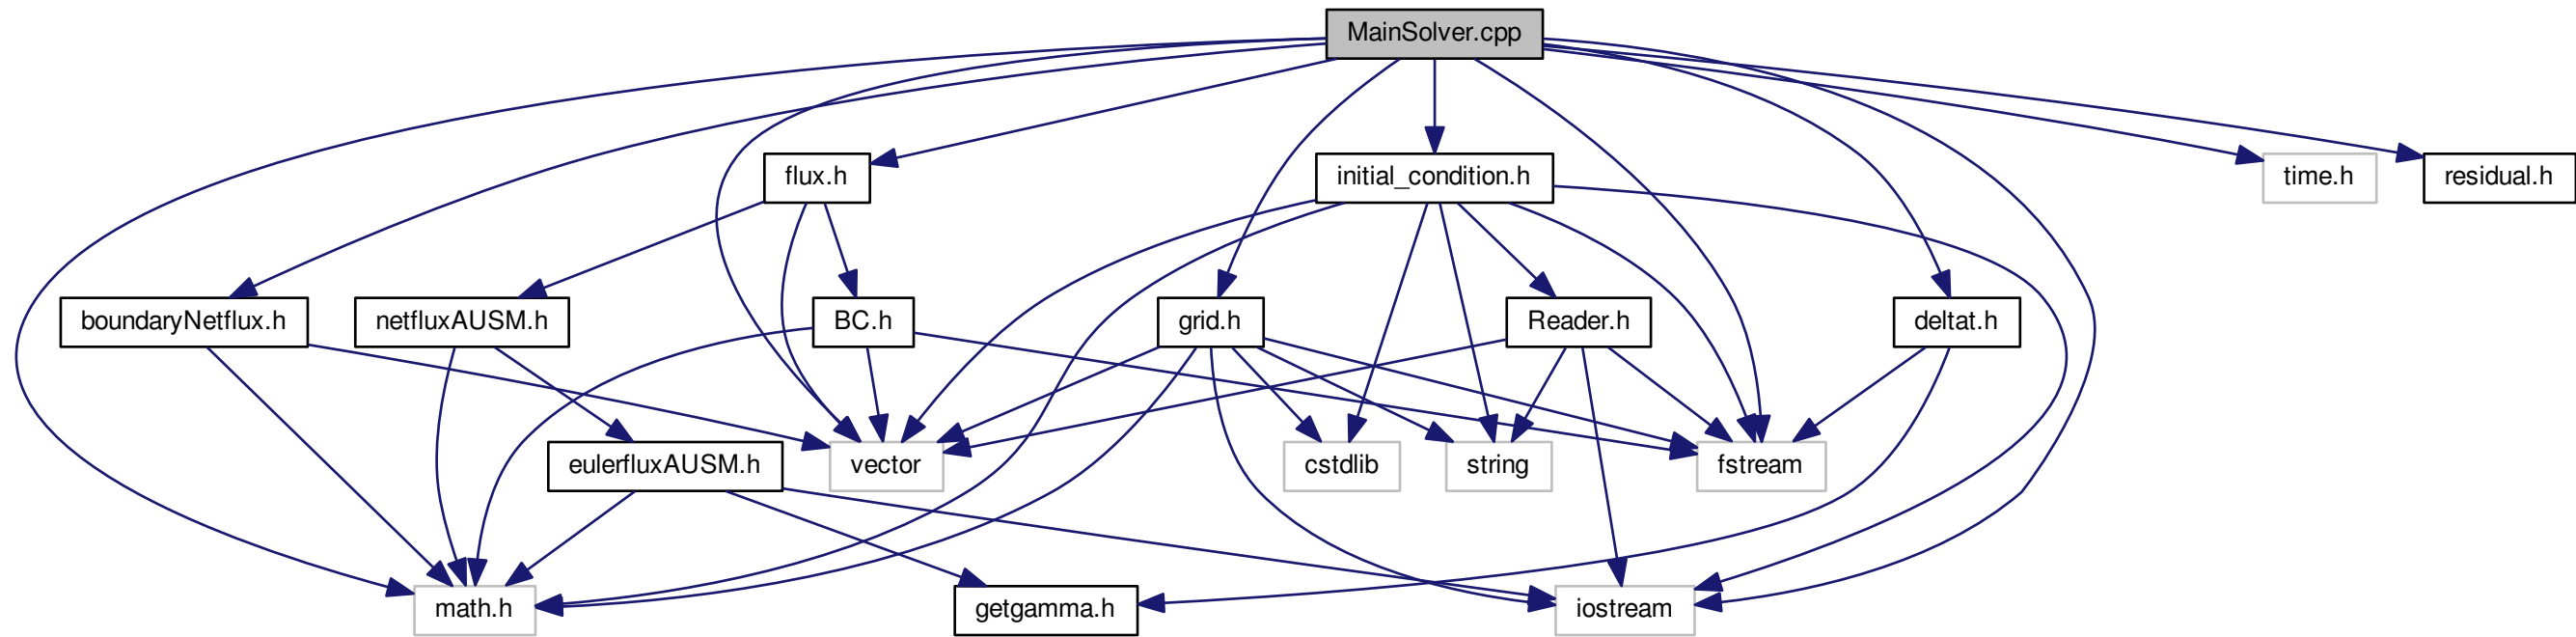 MainSolver.cpp
flux.h
initial_condition.h
time.h
residual.h
boundaryNetflux.h
netfluxAUSM.h
BC.h
grid.h
Reader.h
deltat.h
eulerfluxAUSM.h
vector
cstdlib
string
fstream
math.h
getgamma.h
iostream